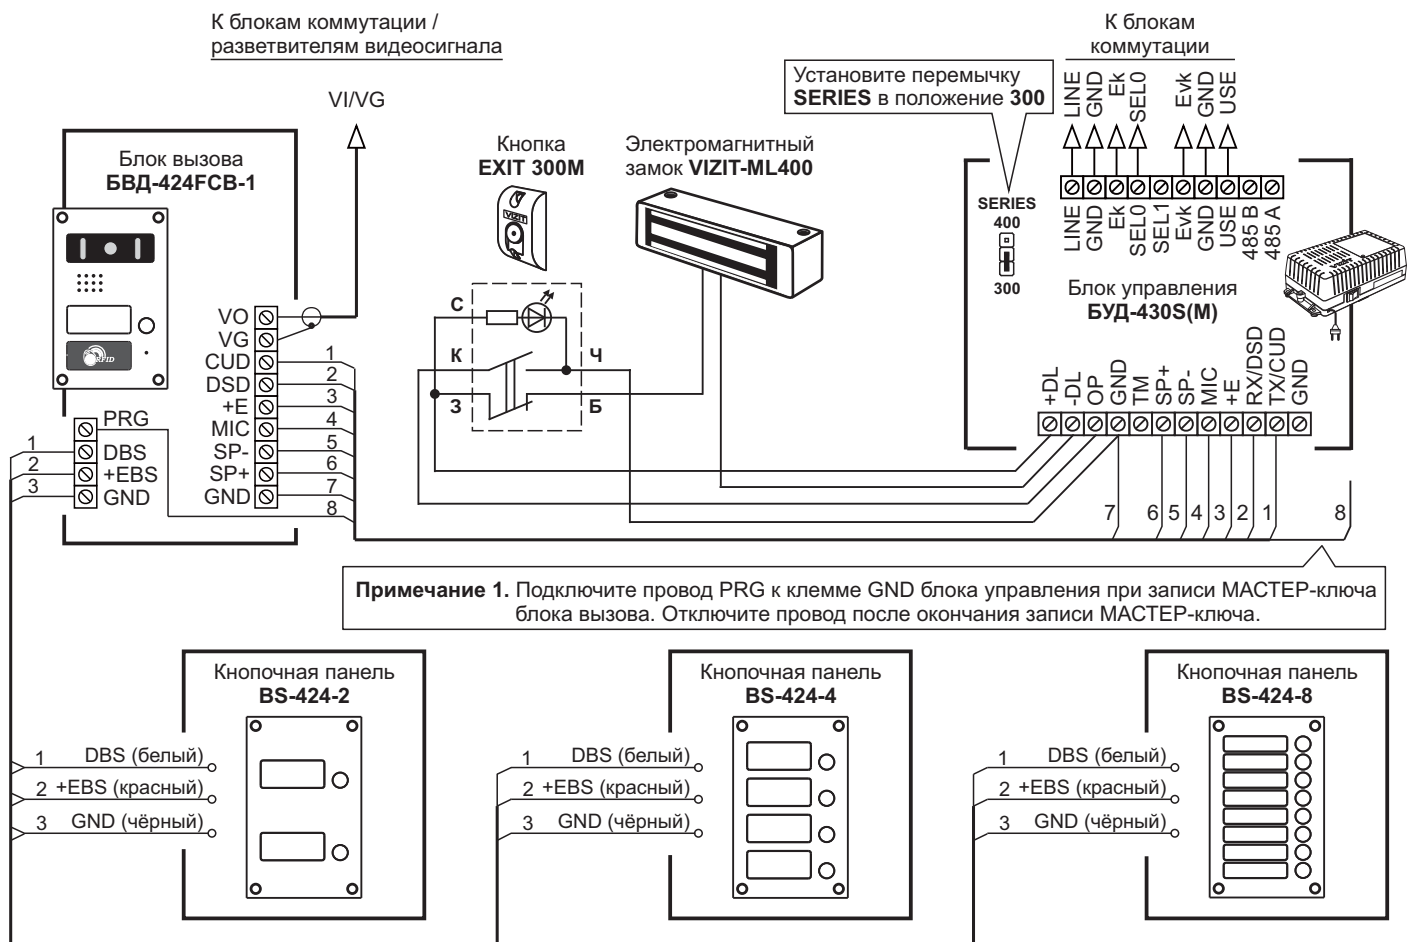 К блокам коммутации /
разветвителям видеосигнала
VI/VG
Блок вызова
БВД-424FCB-1
RFID
VO
VG
CUD
DSD
+E
MIC
SP-
SP+
GND
1
2
3
4
5
6
7
8
PRG
DBS
+EBS
GND
1
2
3
Кнопка
EXIT 300M
VIZIT
Электромагнитный
замок VIZIT-ML400
С
К
З
Ч
Б
Установите перемычку
SERIES в положение 300
К блокам
коммутации
LINE
GND
Ek
SEL0
Evk
GND
USE
SERIES
400
300
LINE
GND
Ek
SEL0
SEL1
Evk
GND
USE
485 B
485 A
Блок управления
БУД-430S(M)
+DL
-DL
OP
GND
TM
SP+
SP-
MIC
+E
RX/DSD
TX/CUD
GND
7
6
5
4
3
2
1
8
Примечание 1. Подключите провод PRG к клемме GND блока управления при записи МАСТЕР-ключа
блока вызова. Отключите провод после окончания записи МАСТЕР-ключа.
Кнопочная панель
BS-424-2
1 DBS (белый)
2 +EBS (красный)
3 GND (чёрный)
Кнопочная панель
BS-424-4
1 DBS (белый)
2 +EBS (красный)
3 GND (чёрный)
Кнопочная панель
BS-424-8
1 DBS (белый)
2 +EBS (красный)
3 GND (чёрный)